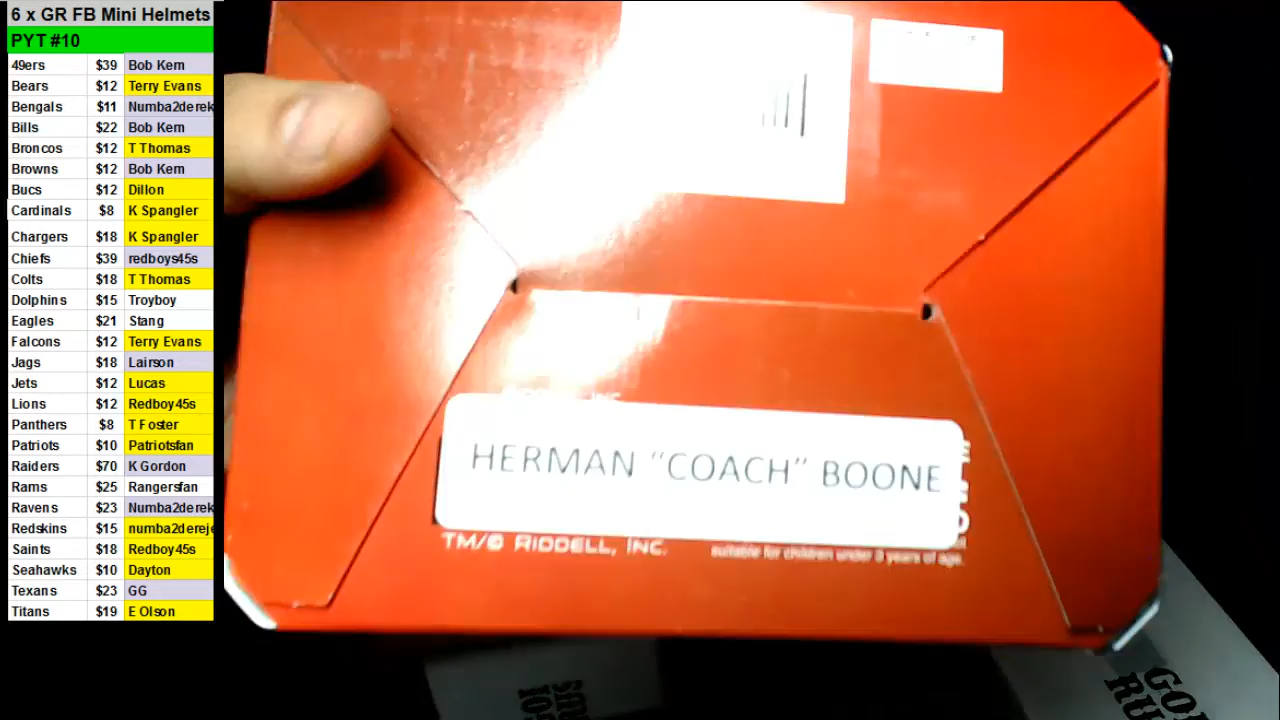 6 x GR FB Mini Helmets
PYT #10
49ers $39 Bob Kern
Bears $12 Terry Evans
Bengals $11 Numba2derek
Bills $22 Bob Kern
Broncos $12 T Thomas
Browns $12 Bob Kern
Bucs $12 Dillon
Cardinals $8 K Spangler
Chargers $18 K Spangler
Chiefs $39 redboys45s
Colts $18 T Thomas
Dolphins $15 Troyboy
Eagles $21 Stang
Falcons $12 Terry Evans
Jags $18 Lairson
Jets $12 Lucas
Lions $12 Redboy45s
Panthers $8 T Foster
Patriots $10 Patriotsfan
Raiders $70 K Gordon
Rams $25 Rangersfan
Ravens $23 Numba2derek
Redskins $15 numba2dereje
Saints $18 Redboy45s
Seahawks $10 Dayton
Texans $23 GG
Titans $19 E Olson
HERMAN "COACH" BOONE
TM/© RIDDELL, INC.
suitable for children under 3 years of age.